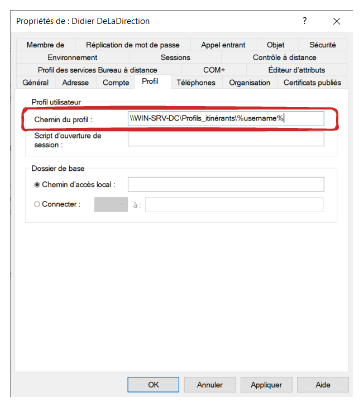 Propriétés de : Didier DeLaDirection
? ×
Membre de Réplication de mot de passe Appel entrant Objet Sécurité
Environnement Sessions Contrôle à distance
Profil des services Bureau à distance COM+ Éditeur d'attributs
Général Adresse Compte Profil Téléphones Organisation Certificats publiés
Profil utilisateur
Chemin du profil : \\WIN-SRV-DC\Profils_itinérants\%username%
Script d'ouverture de
session :
Dossier de base
Chemin d'accès local :
Connecter : à :
OK Annuler Appliquer Aide